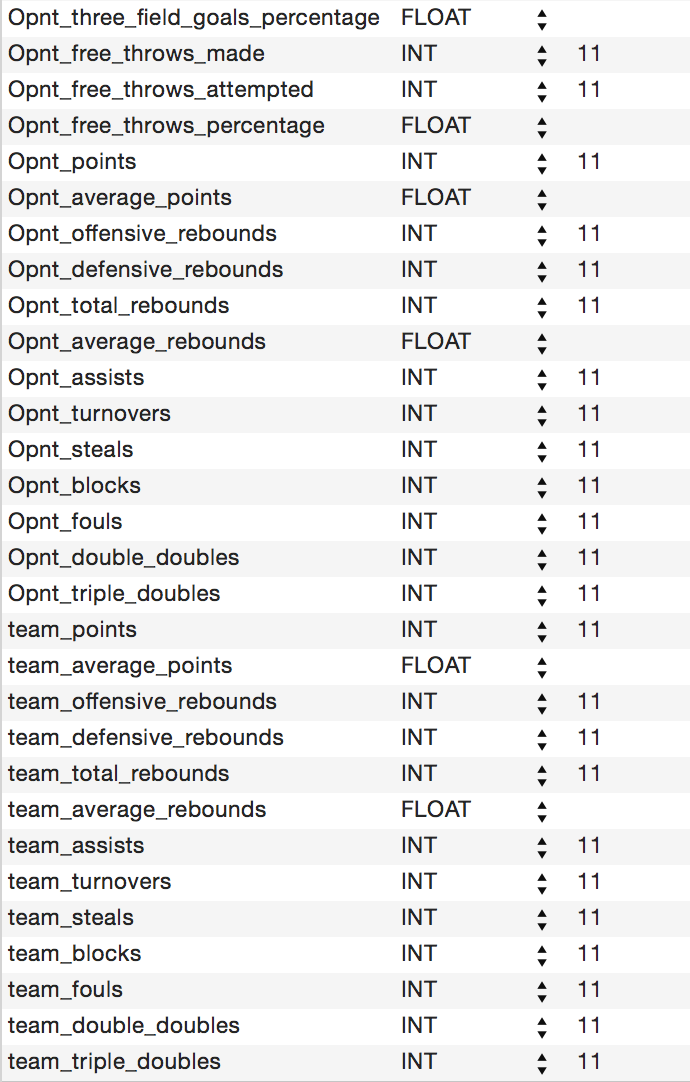 Opnt_three_field_goals_percentage FLOAT
Opnt_free_throws_made INT 11
Opnt_free_throws_attempted INT 11
Opnt_free_throws_percentage FLOAT
Opnt_points INT 11
Opnt_average_points FLOAT
Opnt_offensive_rebounds INT 11
Opnt_defensive_rebounds INT 11
Opnt_total_rebounds INT 11
Opnt_average_rebounds FLOAT
Opnt_assists INT 11
Opnt_turnovers INT 11
Opnt_steals INT 11
Opnt_blocks INT 11
Opnt_fouls INT 11
Opnt_double_doubles INT 11
Opnt_triple_doubles INT 11
team_points INT 11
team_average_points FLOAT
team_offensive_rebounds INT 11
team_defensive_rebounds INT 11
team_total_rebounds INT 11
team_average_rebounds FLOAT
team_assists INT 11
team_turnovers INT 11
team_steals INT 11
team_blocks INT 11
team_fouls INT 11
team_double_doubles INT 11
team_triple_doubles INT 11